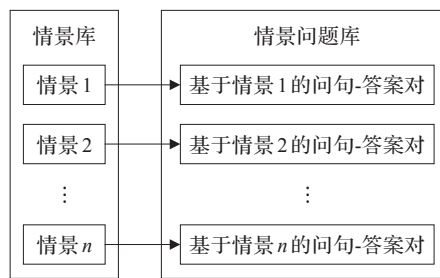 情景库 情景问题库
情景1 基于情景1的问句-答案对
情景2 基于情景2的问句-答案对
⋮ ⋮
情景n 基于情景n的问句-答案对